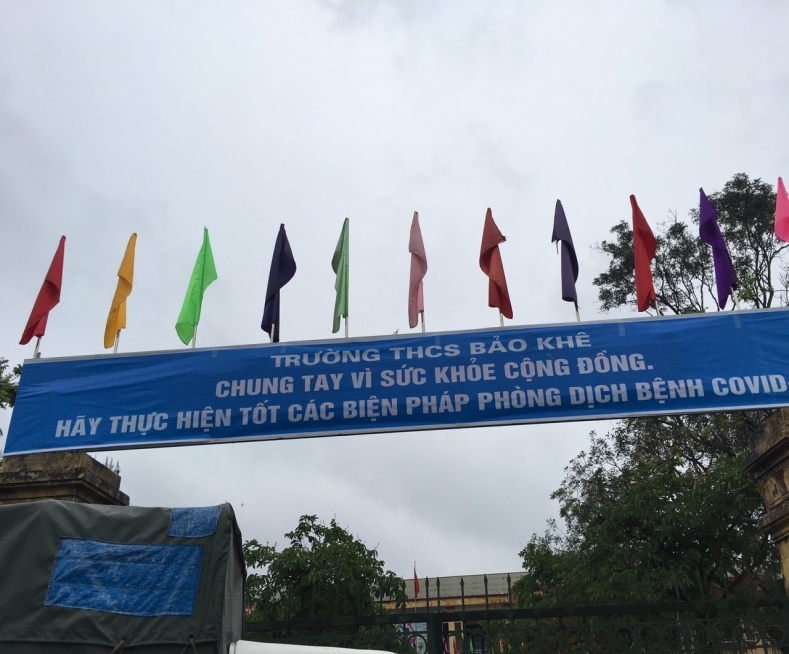 TRƯỜNG THCS BẢO KHÊ
CHUNG TAY VÌ SỨC KHỎE CỘNG ĐỒNG.
HÃY THỰC HIỆN TỐT CÁC BIỆN PHÁP PHÒNG DỊCH BỆNH COVID-